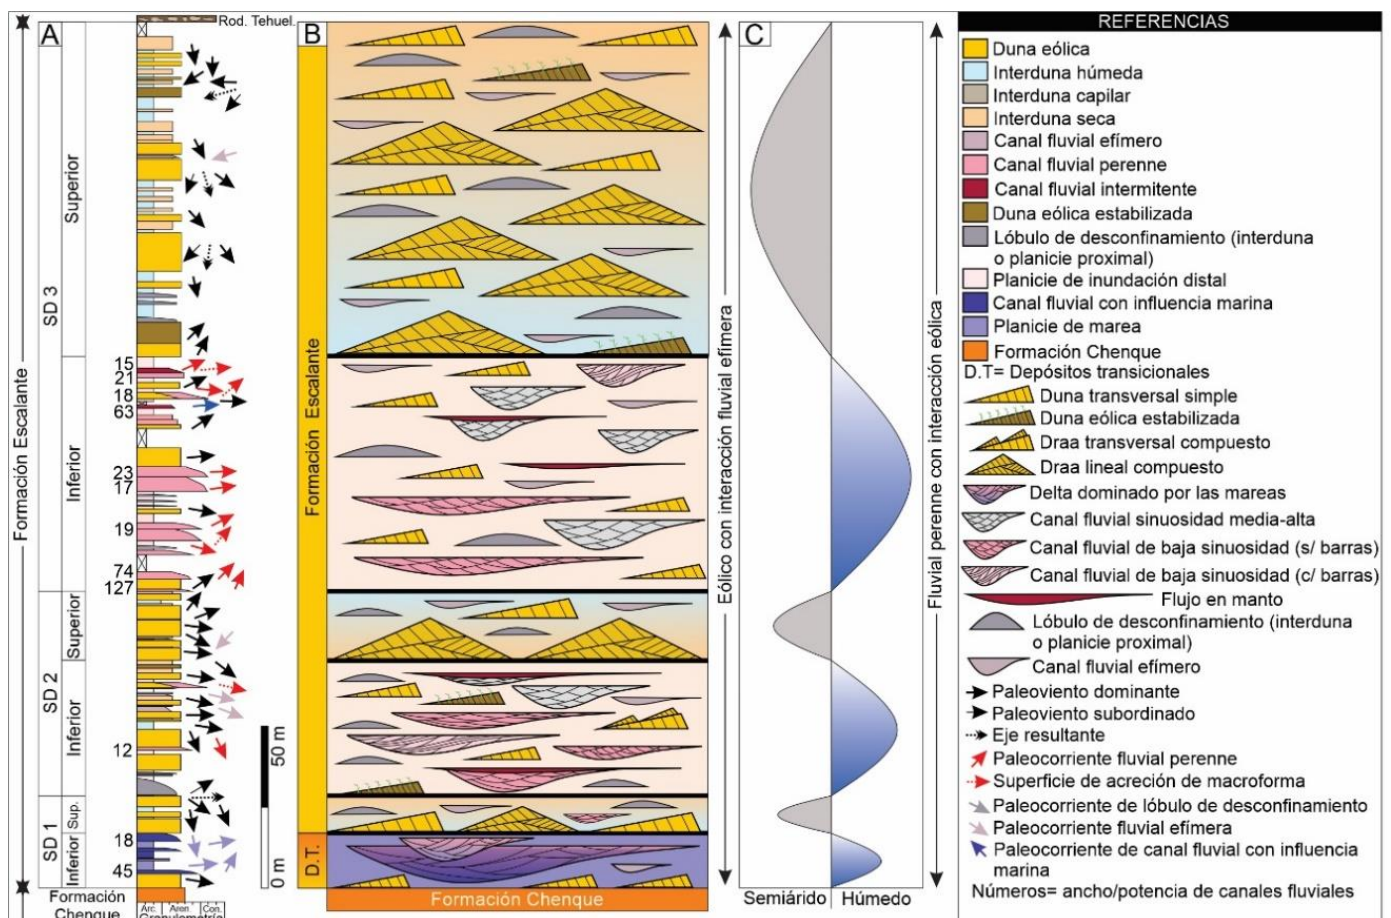 A
Rod. Tehuel.
B
C
Formación Escalante
SD 3
Superior
Inferior
SD 2
Superior
Inferior
SD 1
Sup.
Inferior
15
21
18
63
23
17
19
74
127
12
18
45
50 m
0 m
Formación
Chenque
Arc.
Aren.
Con.
Granulometría
Formación Escalante
D.T.
Formación Chenque
Eólico con interacción fluvial efímera
Fluvial perenne con interacción eólica
Semiárido
Húmedo
REFERENCIAS
Duna eólica
Interduna húmeda
Interduna capilar
Interduna seca
Canal fluvial efímero
Canal fluvial perenne
Canal fluvial intermitente
Duna eólica estabilizada
Lóbulo de desconfinamiento (interduna
o planicie proximal)
Planicie de inundación distal
Canal fluvial con influencia marina
Planicie de marea
Formación Chenque
D.T= Depósitos transicionales
Duna transversal simple
Duna eólica estabilizada
Draa transversal compuesto
Draa lineal compuesto
Delta dominado por las mareas
Canal fluvial sinuosidad media-alta
Canal fluvial de baja sinuosidad (s/ barras)
Canal fluvial de baja sinuosidad (c/ barras)
Flujo en manto
Lóbulo de desconfinamiento (interduna
o planicie proximal)
Canal fluvial efímero
Paleoviento dominante
Paleoviento subordinado
Eje resultante
Paleocorriente fluvial perenne
Superficie de acreción de macroforma
Paleocorriente de lóbulo de desconfinamiento
Paleocorriente fluvial efímera
Paleocorriente de canal fluvial con influencia
marina
Números= ancho/potencia de canales fluviales